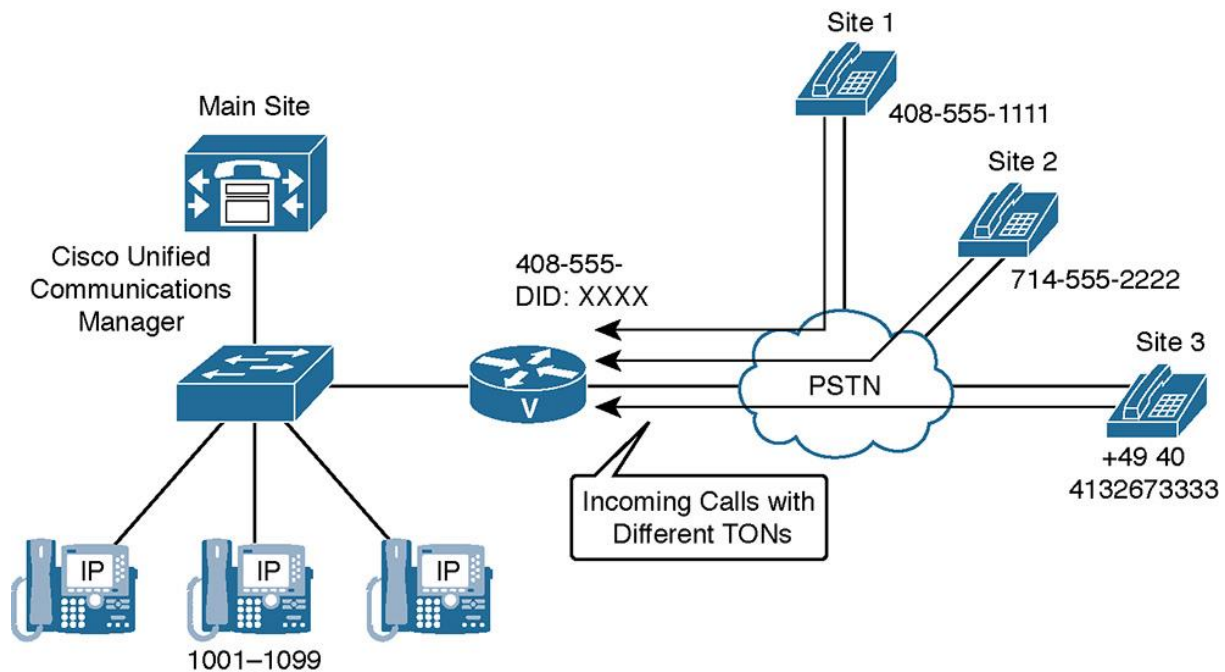 Main Site
Cisco Unified
Communications
Manager
IP
IP
IP
1001–1099
408-555-
DID: XXXX
V
PSTN
Incoming Calls with
Different TONs
Site 1
408-555-1111
Site 2
714-555-2222
Site 3
+49 40
4132673333